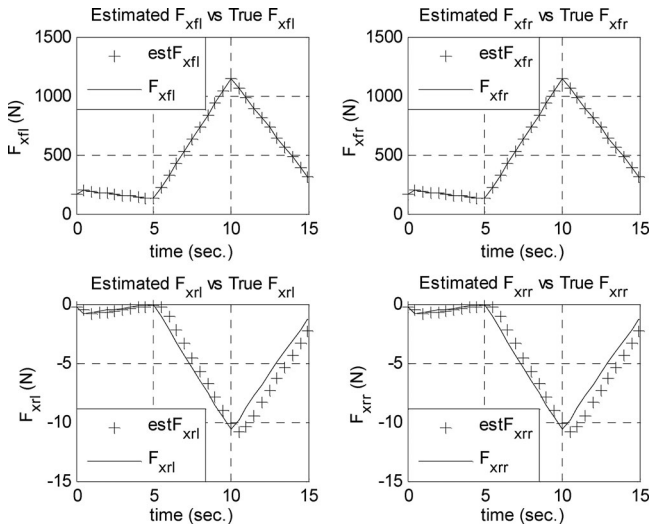 Estimated F_xfl vs True F_xfl
1500
1000
500
0
F_xfl (N)
estF_xfl
F_xfl
0 5 10 15
time (sec.)
Estimated F_xfr vs True F_xfr
1500
1000
500
0
F_xfr (N)
estF_xfr
F_xfr
0 5 10 15
time (sec.)
Estimated F_xrl vs True F_xrl
0
-5
-10
-15
F_xrl (N)
estF_xrl
F_xrl
0 5 10 15
time (sec.)
Estimated F_xrr vs True F_xrr
0
-5
-10
-15
F_xrr (N)
estF_xrr
F_xrr
0 5 10 15
time (sec.)